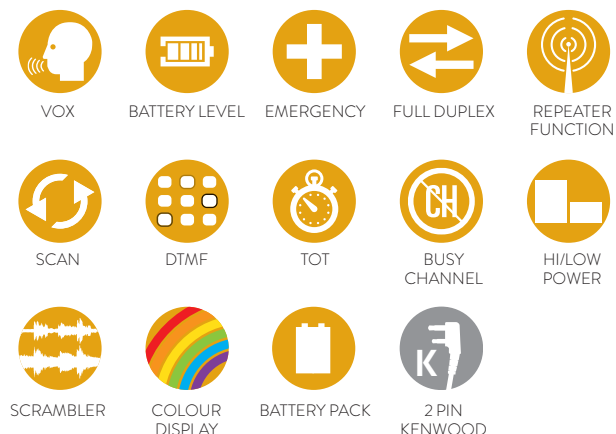 VOX
BATTERY LEVEL
EMERGENCY
FULL DUPLEX
REPEATER
FUNCTION
SCAN
DTMF
TOT
CH
BUSY
CHANNEL
HI/LOW
POWER
SCRAMBLER
COLOUR
DISPLAY
BATTERY PACK
K
2 PIN
KENWOOD